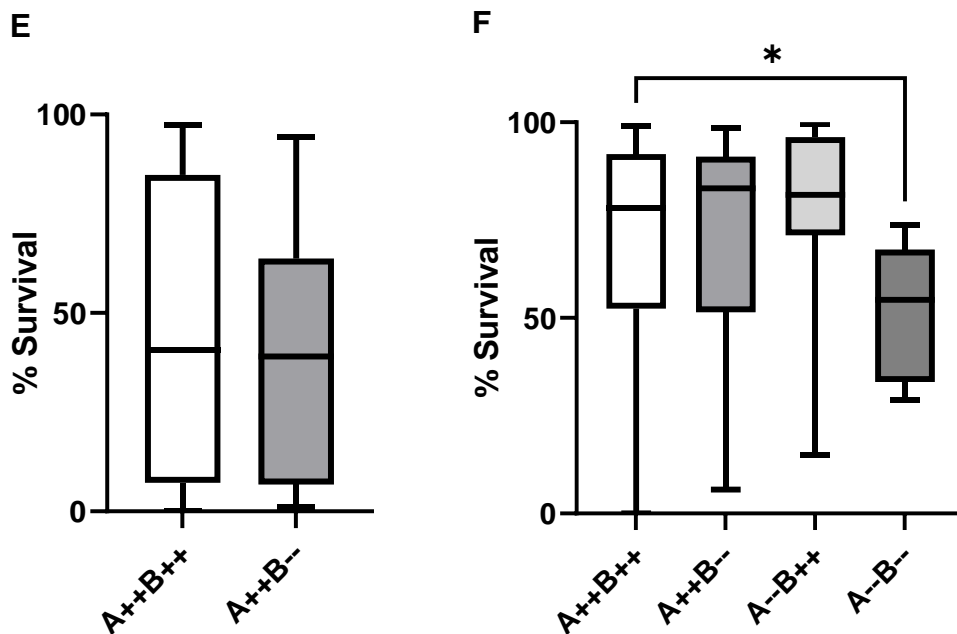 E
% Survival
100
50
0
A++B++
A++B--
F
*
% Survival
100
50
0
A++B++
A++B--
A--B++
A--B--